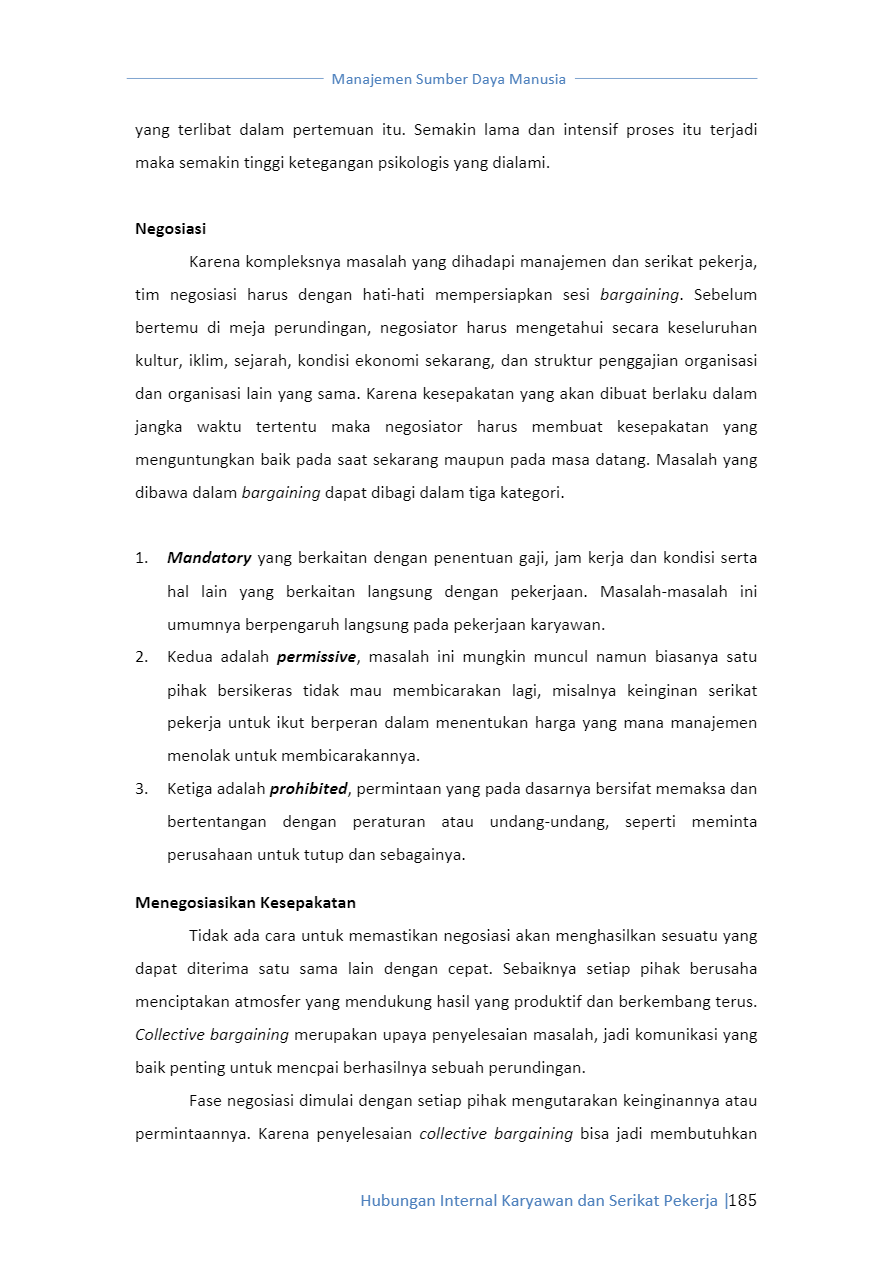 Manajemen Sumber Daya Manusia
yang terlibat dalam pertemuan itu. Semakin lama dan intensif proses itu terjadi
maka semakin tinggi ketegangan psikologis yang dialami.
Negosiasi
Karena kompleksnya masalah yang dihadapi manajemen dan serikat pekerja,
tim negosiasi harus dengan hati-hati mempersiapkan sesi bargaining. Sebelum
bertemu di meja perundingan, negosiator harus mengetahui secara keseluruhan
kultur, iklim, sejarah, kondisi ekonomi sekarang, dan struktur penggajian organisasi
dan organisasi lain yang sama. Karena kesepakatan yang akan dibuat berlaku dalam
jangka waktu tertentu maka negosiator harus membuat kesepakatan yang
menguntungkan baik pada saat sekarang maupun pada masa datang. Masalah yang
dibawa dalam bargaining dapat dibagi dalam tiga kategori.
1. Mandatory yang berkaitan dengan penentuan gaji, jam kerja dan kondisi serta
hal lain yang berkaitan langsung dengan pekerjaan. Masalah-masalah ini
umumnya berpengaruh langsung pada pekerjaan karyawan.
2. Kedua adalah permissive, masalah ini mungkin muncul namun biasanya satu
pihak bersikeras tidak mau membicarakan lagi, misalnya keinginan serikat
pekerja untuk ikut berperan dalam menentukan harga yang mana manajemen
menolak untuk membicarakannya.
3. Ketiga adalah prohibited, permintaan yang pada dasarnya bersifat memaksa dan
bertentangan dengan peraturan atau undang-undang, seperti meminta
perusahaan untuk tutup dan sebagainya.
Menegosiasikan Kesepakatan
Tidak ada cara untuk memastikan negosiasi akan menghasilkan sesuatu yang
dapat diterima satu sama lain dengan cepat. Sebaiknya setiap pihak berusaha
menciptakan atmosfer yang mendukung hasil yang produktif dan berkembang terus.
Collective bargaining merupakan upaya penyelesaian masalah, jadi komunikasi yang
baik penting untuk mencpai berhasilnya sebuah perundingan.
Fase negosiasi dimulai dengan setiap pihak mengutarakan keinginannya atau
permintaannya. Karena penyelesaian collective bargaining bisa jadi membutuhkan
Hubungan Internal Karyawan dan Serikat Pekerja |185